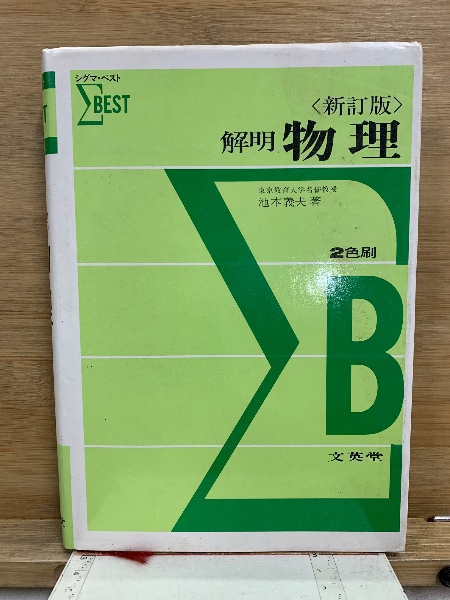 シグマ・ベスト
ΣBEST
〈新訂版〉
解明 物理
東京教育大学名誉教授
池本義夫 著
2色刷
ΣB
文英堂